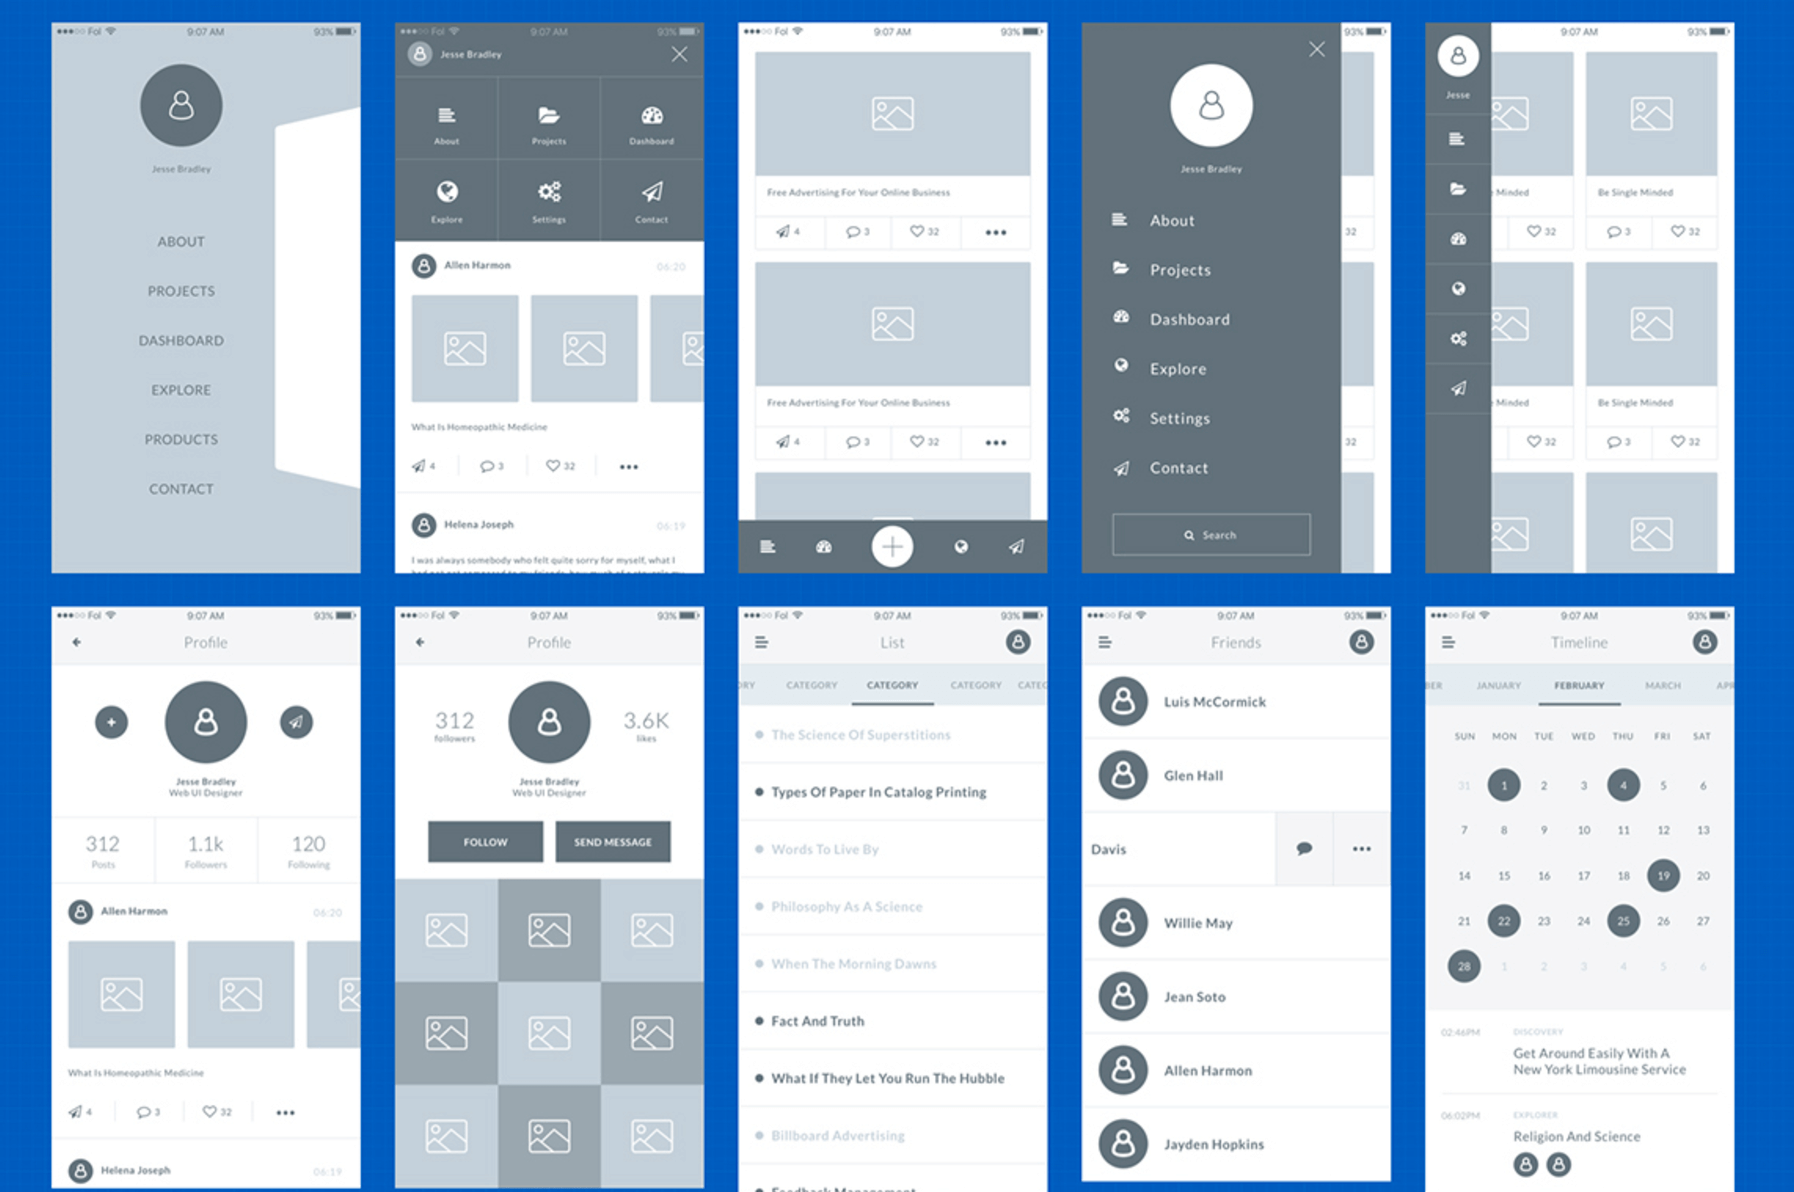 Fol 9:07 AM 93%
Jesse Bradley
ABOUT
PROJECTS
DASHBOARD
EXPLORE
PRODUCTS
CONTACT
Fol 9:07 AM 93%
Jesse Bradley
About Projects Dashboard
Explore Settings Contact
Allen Harmon 06:20
What Is Homeopathic Medicine
4 3 32
Helena Joseph 06:19
I was always somebody who felt quite sorry for myself, what I
Fol 9:07 AM 93%
Free Advertising For Your Online Business
4 3 32
Free Advertising For Your Online Business
4 3 32
93%
Jesse Bradley
About
32
Projects
Dashboard
Explore
Settings
32
Contact
Search
9:07 AM 93%
Jesse
Minded Be Single Minded
32 3 32
Minded Be Single Minded
32 3 32
Fol 9:07 AM 93%
Profile
Jesse Bradley
Web UI Designer
312 1.1k 120
Posts Followers Following
Allen Harmon 06:20
What Is Homeopathic Medicine
4 3 32
Helena Joseph 06:19
Fol 9:07 AM 93%
Profile
312 3.6K
followers likes
Jesse Bradley
Web UI Designer
FOLLOW SEND MESSAGE
Fol 9:07 AM 93%
List
ORY CATEGORY CATEGORY CATEGORY CATEG
The Science Of Superstitions
Types Of Paper In Catalog Printing
Words To Live By
Philosophy As A Science
When The Morning Dawns
Fact And Truth
What If They Let You Run The Hubble
Billboard Advertising
Feedback Management
Fol 9:07 AM 93%
Friends
Luis McCormick
Glen Hall
Davis
Willie May
Jean Soto
Allen Harmon
Jayden Hopkins
Fol 9:07 AM 93%
Timeline
BER JANUARY FEBRUARY MARCH APR
SUN MON TUE WED THU FRI SAT
31 1 2 3 4 5 6
7 8 9 10 11 12 13
14 15 16 17 18 19 20
21 22 23 24 25 26 27
28 1 2 3 4 5 6
02:46PM DISCOVERY
Get Around Easily With A
New York Limousine Service
06:02PM EXPLORER
Religion And Science